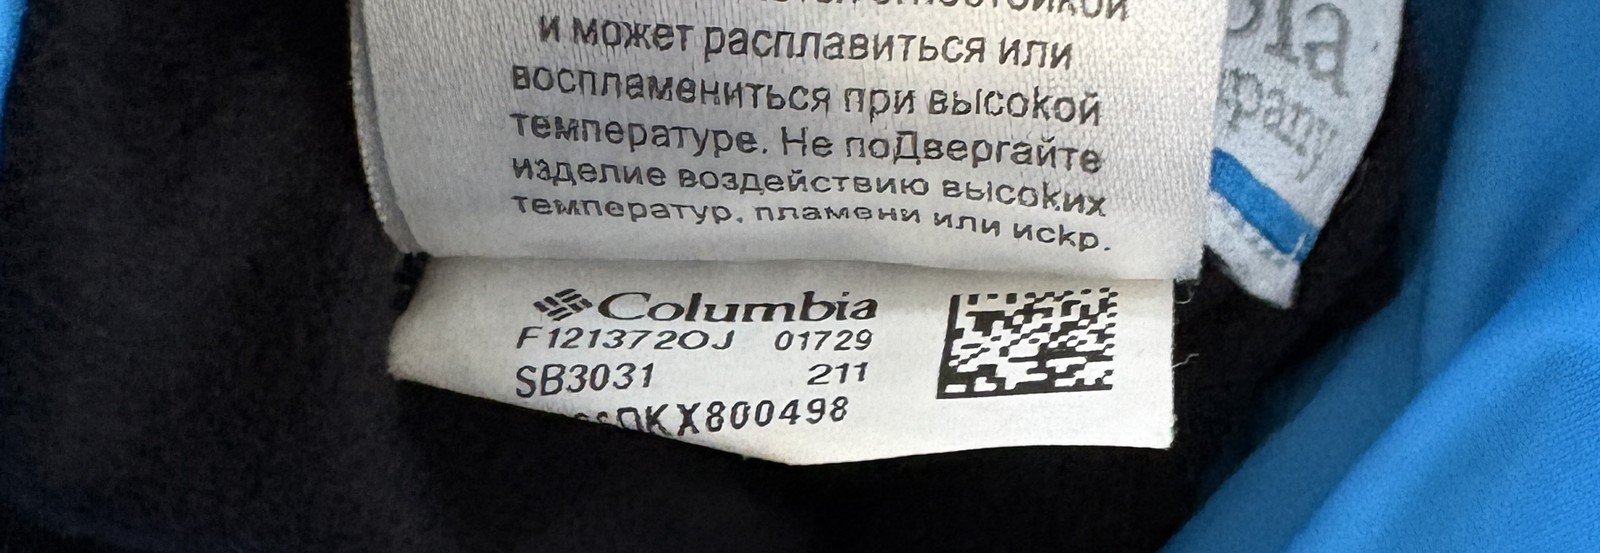 и может расплавиться или
воспламениться при высокой
температуре. Не поДвергайте
изделие воздействию высоких
температур, пламени или искр.
Columbia
F121372OJ 01729
SB3031 211
KX800498